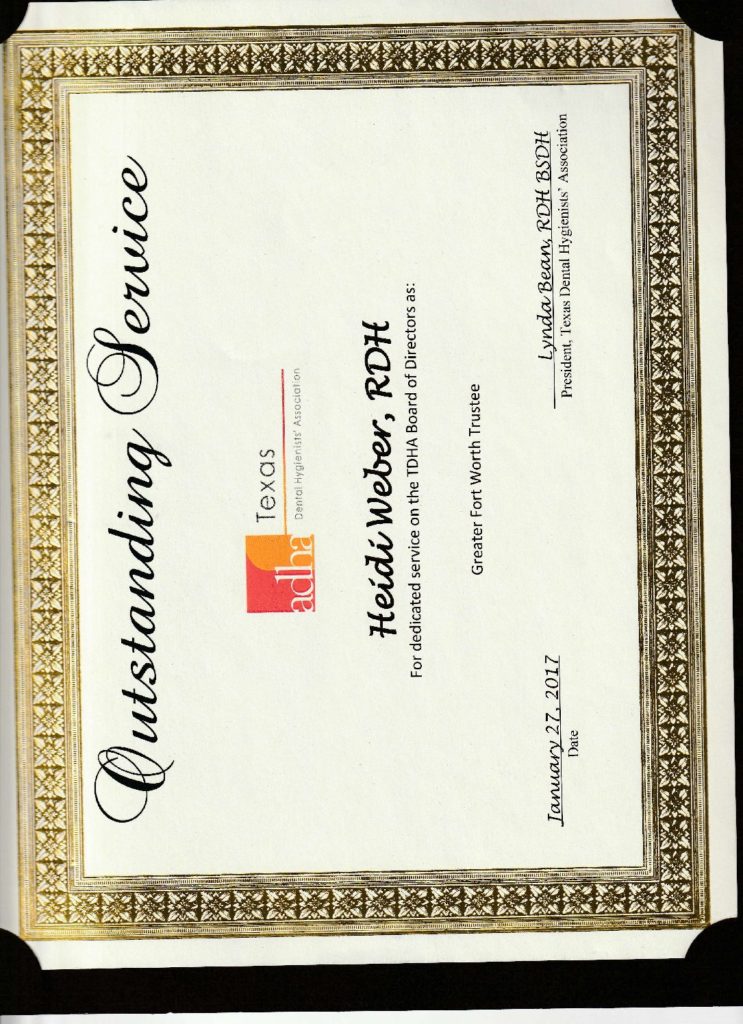 Outstanding Service
Texas
adha
Dental Hygienists' Association
Heidi Weber, RDH
For dedicated service on the TDHA Board of Directors as:
Greater Fort Worth Trustee
January 27, 2017
Date
Lynda Bean, RDH BSDH
President, Texas Dental Hygienists' Association